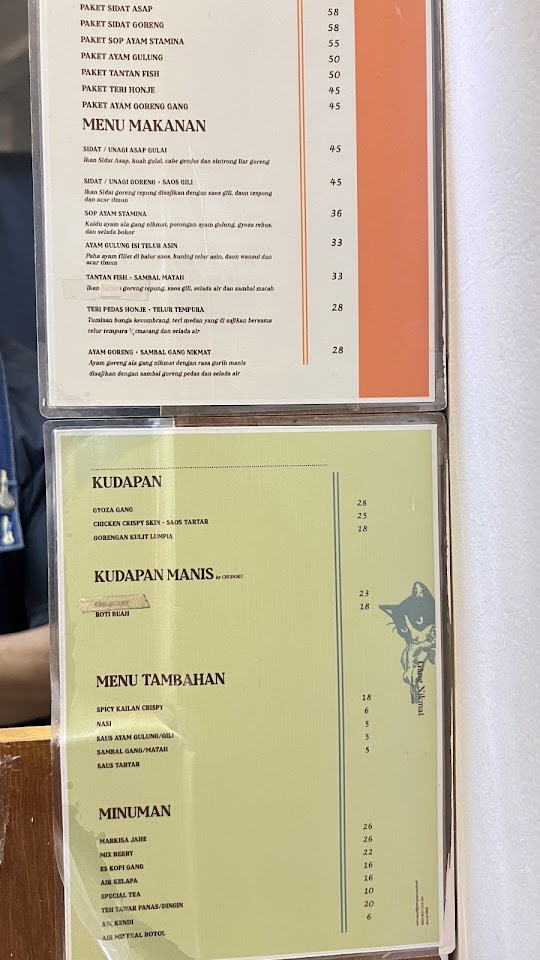 PAKET SIDAT ASAP 58
PAKET SIDAT GORENG 58
PAKET SOP AYAM STAMINA 55
PAKET AYAM GULUNG 50
PAKET TANTAN FISH 50
PAKET TERI HONJE 45
PAKET AYAM GORENG GANG 45
MENU MAKANAN
SIDAT / UNAGI ASAP GULAI 45
Ikan Sidat Asap, kuah gulai, cabe gendot dan sintrong liar goreng
SIDAT / UNAGI GORENG - SAOS GILI 45
Ikan Sidat goreng tepung disajikan dengan saos gili, daun tespong
dan acar timun
SOP AYAM STAMINA 36
Kaldu ayam ala gang nikmat, potongan ayam gulung, gyoza rebus,
dan selada bokor
AYAM GULUNG ISI TELUR ASIN 33
Paha ayam fillet di balur saos, kuning telur asin, daun wansui dan
acar timun
TANTAN FISH - SAMBAL MATAH 33
Ikan goreng tepung, saos gili, selada air dan sambal matah
TERI PEDAS HONJE - TELUR TEMPURA 28
Tumisan bunga kecombrang, teri medan yang di sajikan bersama
telur tempura ½ matang dan selada air
AYAM GORENG - SAMBAL GANG NIKMAT 28
Ayam goreng ala gang nikmat dengan rasa gurih manis
disajikan dengan sambal goreng pedas dan selada air
KUDAPAN
GYOZA GANG 28
CHICKEN CRISPY SKIN - SAOS TARTAR 25
GORENGAN KULIT LUMPIA 18
KUDAPAN MANIS by CHUDOKU
23
ROTI BUAH 18
Gang Nikmat
MENU TAMBAHAN
SPICY KAILAN CRISPY 18
NASI 6
SAUS AYAM GULUNG/GILI 5
SAMBAL GANG/MATAH 5
SAUS TARTAR 5
MINUMAN
MARKISA JAHE 26
MIX BERRY 26
ES KOPI GANG 22
AIR KELAPA 16
SPECIAL TEA 16
TEH TAWAR PANAS/DINGIN 10
AIR KENDI 20
AIR MINERAL BOTOL 6